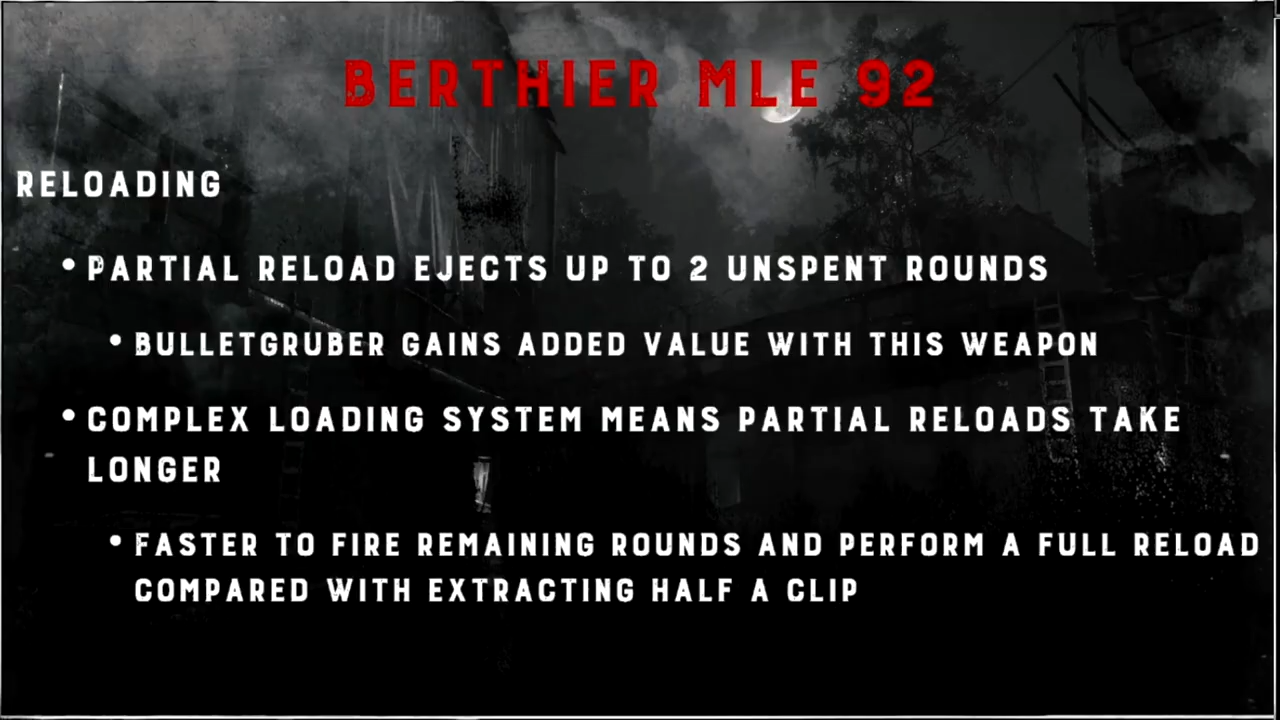 BERTHIER MLE 92
RELOADING
• PARTIAL RELOAD EJECTS UP TO 2 UNSPENT ROUNDS
• BULLETGRUBER GAINS ADDED VALUE WITH THIS WEAPON
• COMPLEX LOADING SYSTEM MEANS PARTIAL RELOADS TAKE
LONGER
• FASTER TO FIRE REMAINING ROUNDS AND PERFORM A FULL RELOAD
COMPARED WITH EXTRACTING HALF A CLIP